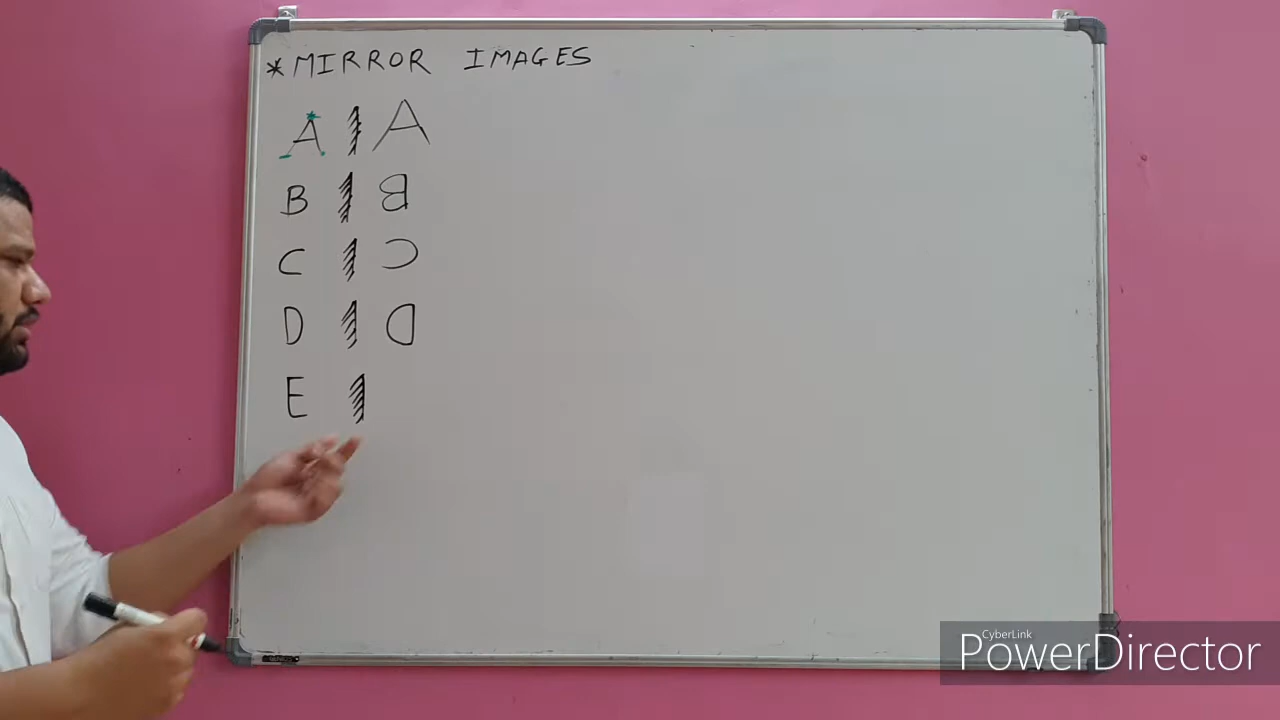 *MIRROR IMAGES
A A
B B
C C
D D
E
CyberLink
PowerDirector